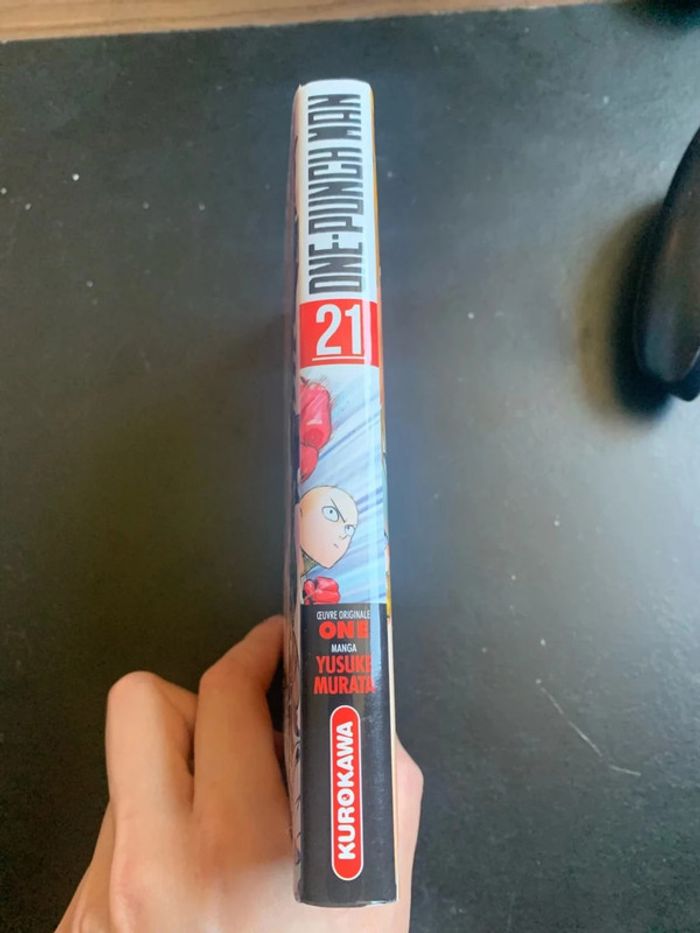 ONE-PUNCH MAN
21
ŒUVRE ORIGINALE
ONE
MANGA
YUSUKE
MURATA
KUROKAWA